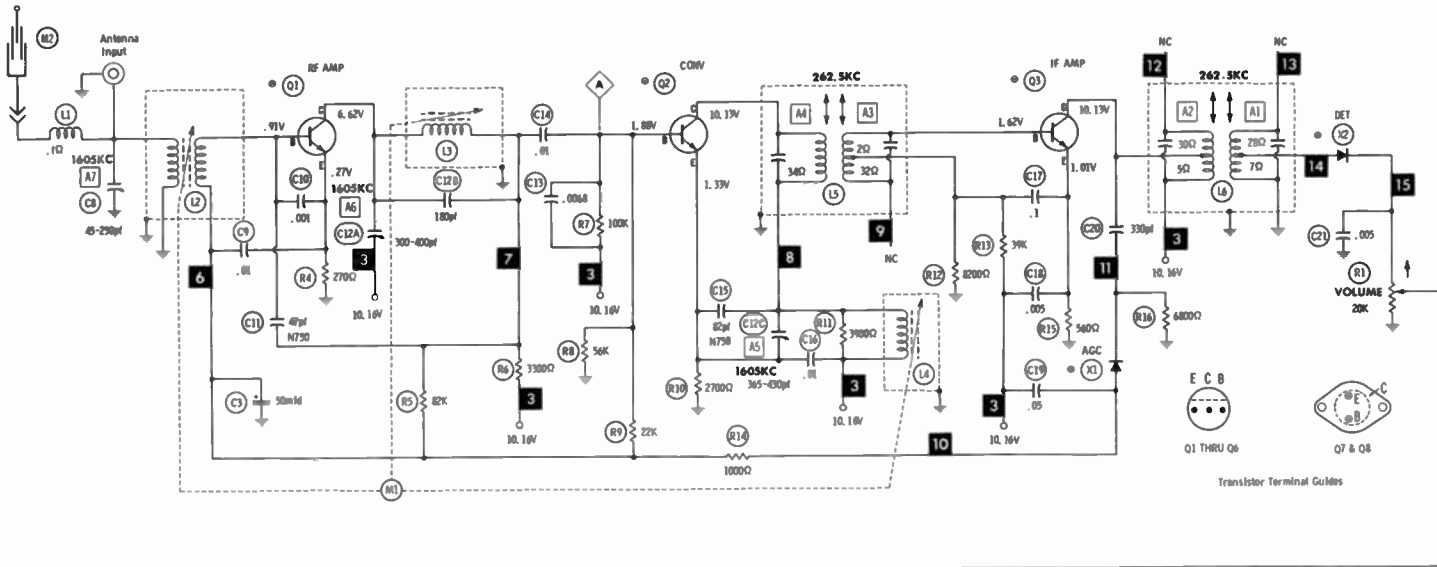 M2
Antenna
Input
L1
.1Ω
1605KC
A7
C8
45-290pf
L2
RF AMP
Q1
.91V
C
B
E
6.62V
.27V
C10
.001
C9
.01
6
C11
47pf
N750
C3
+
50mfd
R4
270Ω
1605KC
A6
C12A
300-400pf
3
10.16V
L3
C12B
180pf
7
R5
82K
R6
3300Ω
3
10.16V
M1
C14
.01
A
C13
.0068
R7
100K
3
10.16V
R8
56K
R9
22K
CONV
Q2
1.88V
C
B
E
10.13V
1.33V
262.5KC
A4
A3
34Ω
2Ω
32Ω
L5
8
9
NC
C15
82pf
N750
C12C
A5
1605KC
365-430pf
R10
2700Ω
C16
.01
R11
3900Ω
3
10.16V
L4
R14
1000Ω
10
R12
8200Ω
R13
39K
IF AMP
Q3
1.62V
C
B
E
10.13V
1.01V
C17
.1
C18
.005
R15
560Ω
C19
.05
3
10.16V
C20
330pf
11
R16
6800Ω
AGC
X1
NC
12
NC
13
262.5KC
A2
A1
30Ω
5Ω
28Ω
7Ω
L6
3
10.16V
14
DET
X2
15
C21
.005
R1
VOLUME
20K
E C B
Q1 THRU Q6
C
E
B
Q7 & Q8
Transistor Terminal Guides